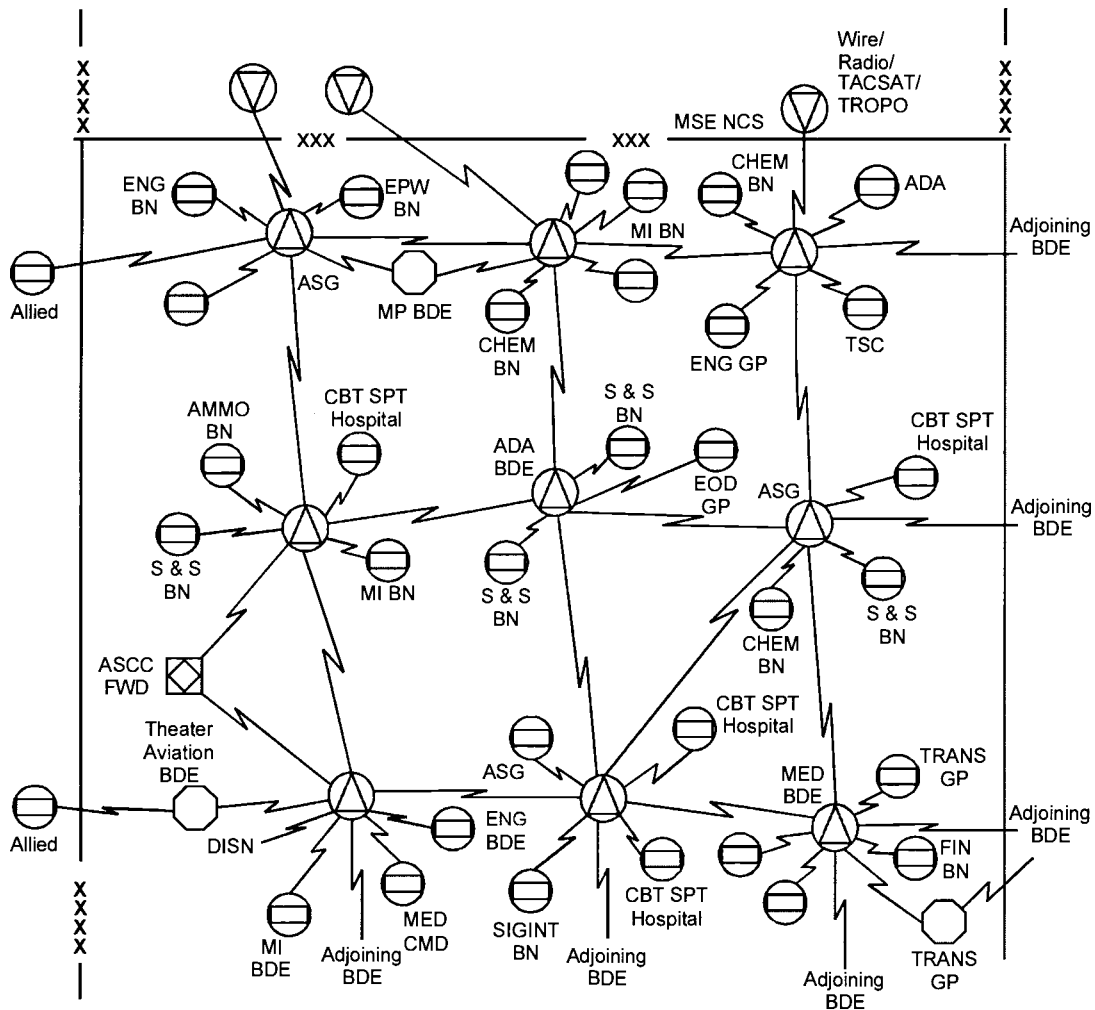 Wire/
Radio/
TACSAT/
TROPO
X
X
X
X
X
X
X
X
MSE NCS
XXX
XXX
ENG
BN
EPW
BN
MI BN
CHEM
BN
ADA
Adjoining
BDE
Allied
ASG
MP BDE
CHEM
BN
ENG GP
TSC
AMMO
BN
CBT SPT
Hospital
S & S
BN
ADA
BDE
EOD
GP
ASG
CBT SPT
Hospital
Adjoining
BDE
S & S
BN
MI BN
S & S
BN
CHEM
BN
S & S
BN
ASCC
FWD
Theater
Aviation
BDE
ASG
CBT SPT
Hospital
MED
BDE
TRANS
GP
Allied
DISN
ENG
BDE
Adjoining
BDE
FIN
BN
X
X
X
X
MI
BDE
MED
CMD
Adjoining
BDE
SIGINT
BN
CBT SPT
Hospital
Adjoining
BDE
Adjoining
BDE
TRANS
GP